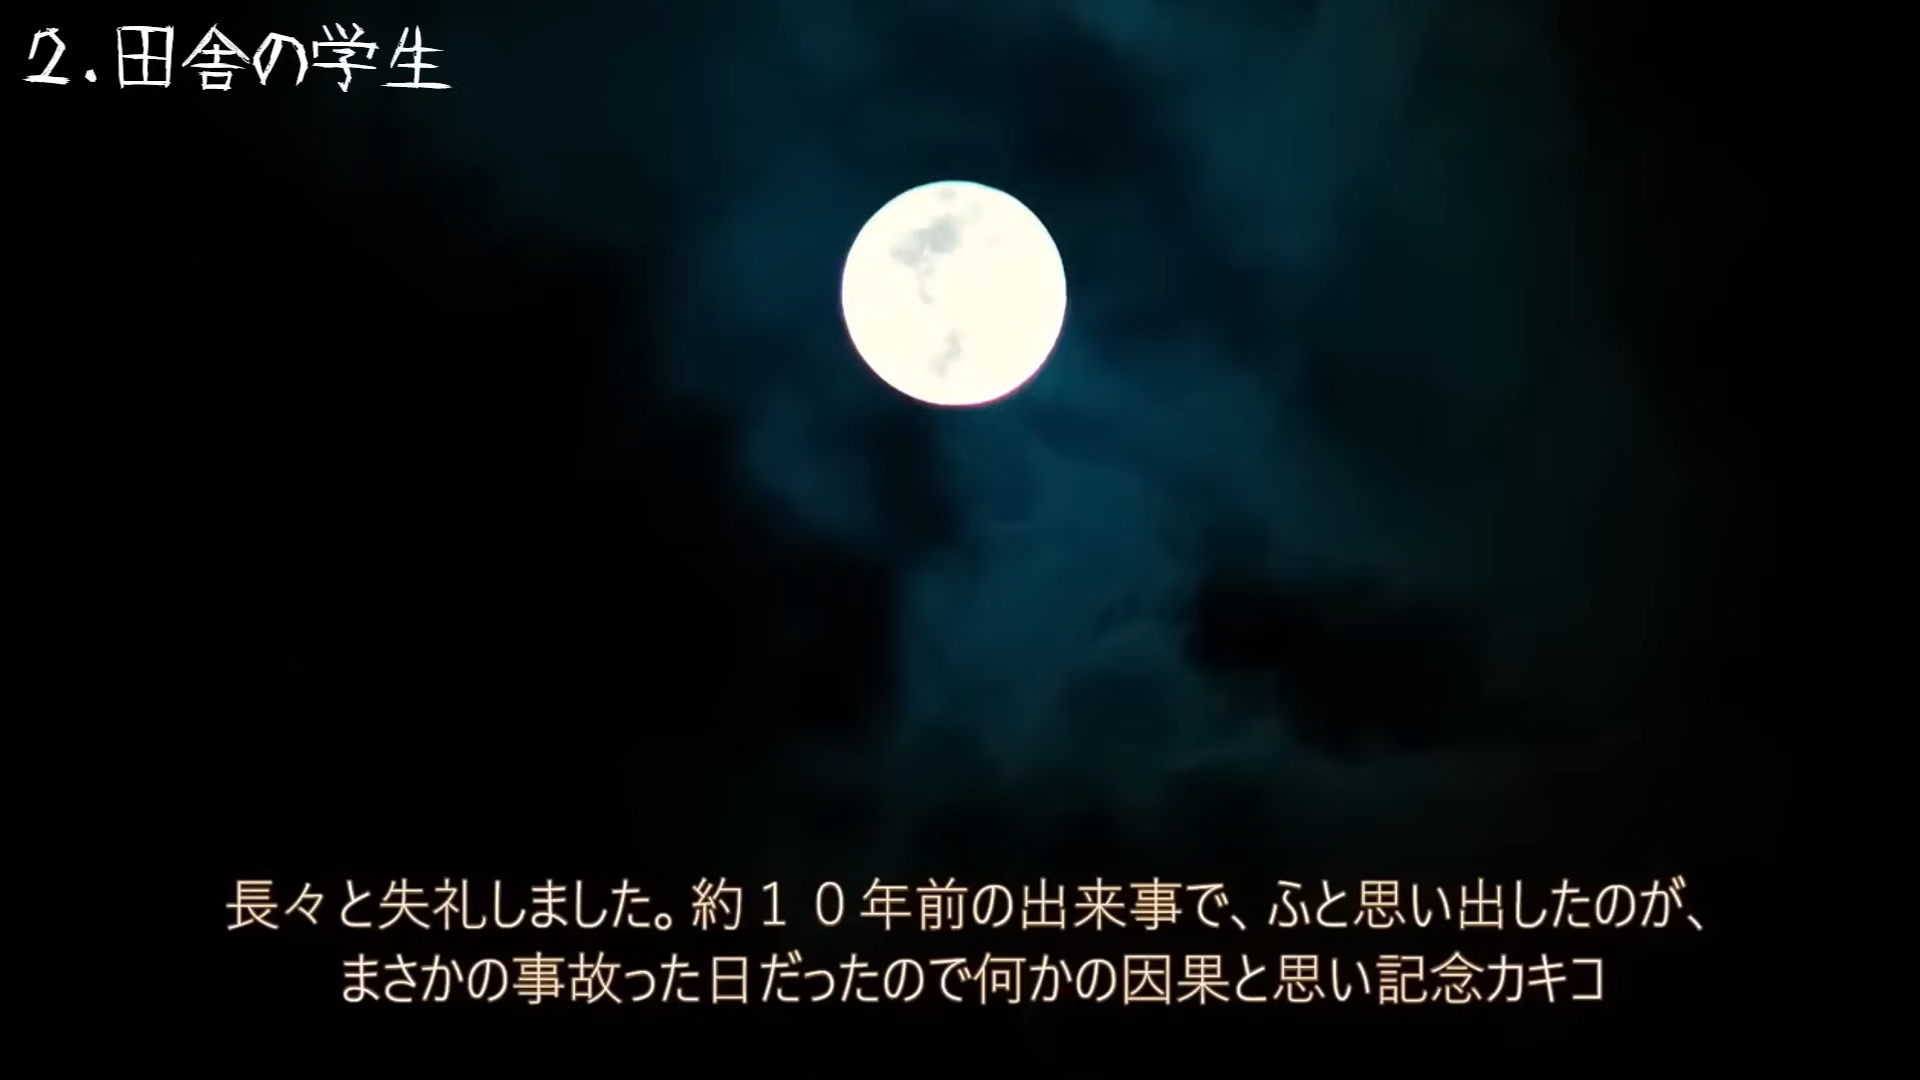 2.田舎の学生
長々と失礼しました。約１０年前の出来事で、ふと思い出したのが、
まさかの事故った日だったので何かの因果と思い記念カキコ